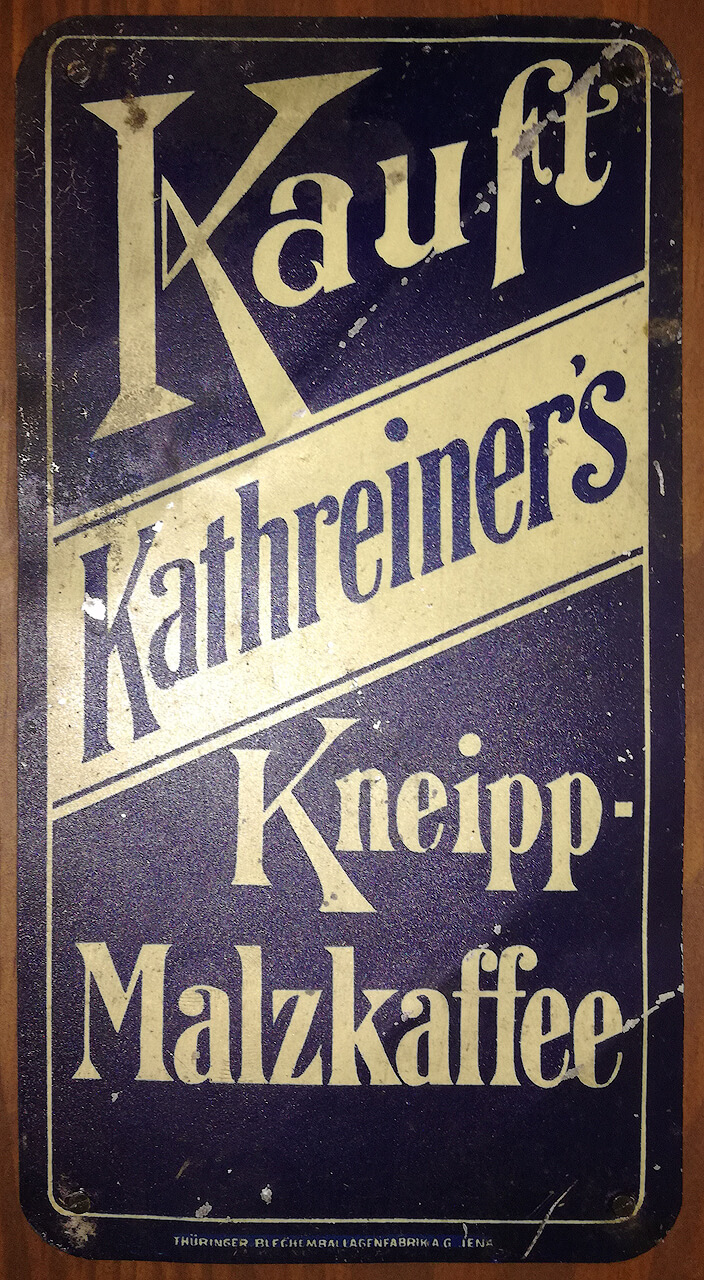 Kauft
Kathreiner's
Kneipp-
Malzkaffee
THÜRINGER BLECHEMBALLAGENFABRIK A.G. JENA